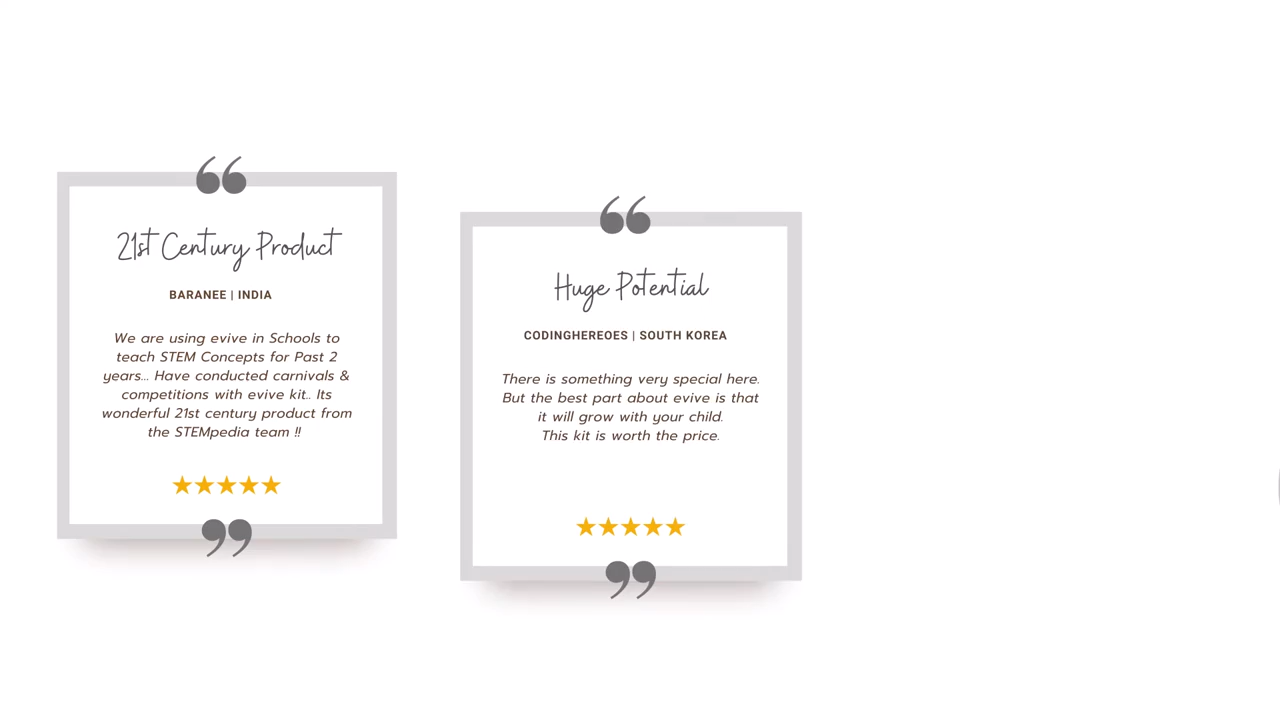 21st Century Product
BARANEE | INDIA
We are using evive in Schools to
teach STEM Concepts for Past 2
years... Have conducted carnivals &
competitions with evive kit.. Its
wonderful 21st century product from
the STEMpedia team !!
Huge Potential
CODINGHEREOES | SOUTH KOREA
There is something very special here.
But the best part about evive is that
it will grow with your child.
This kit is worth the price.